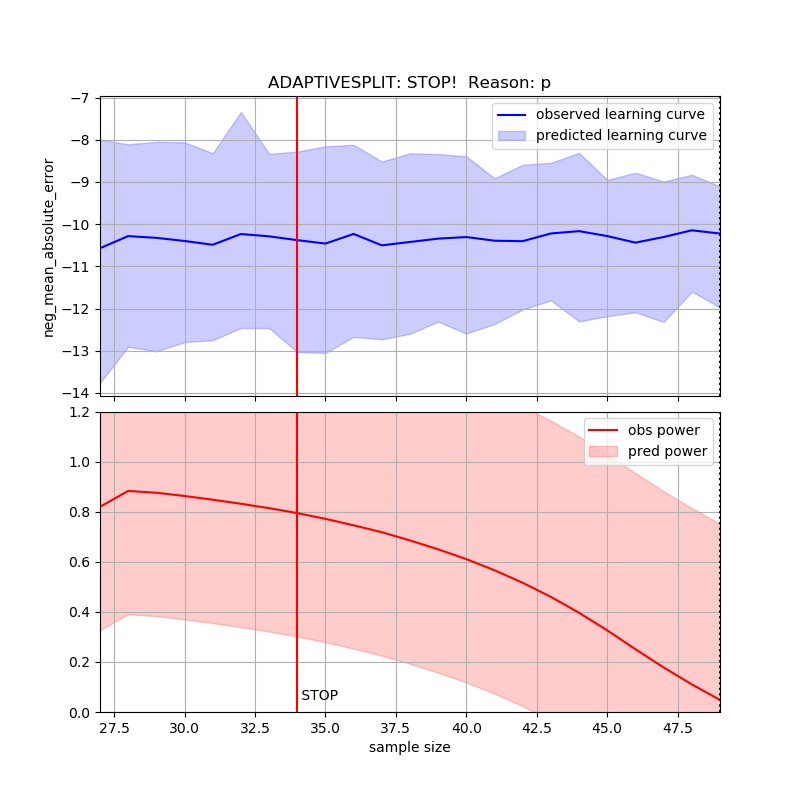 ADAPTIVESPLIT: STOP!  Reason: p
−7
−8
−9
−10
−11
−12
−13
−14
neg_mean_absolute_error
observed learning curve
predicted learning curve
1.2
1.0
0.8
0.6
0.4
0.2
0.0
obs power
pred power
STOP
27.5 30.0 32.5 35.0 37.5 40.0 42.5 45.0 47.5
sample size